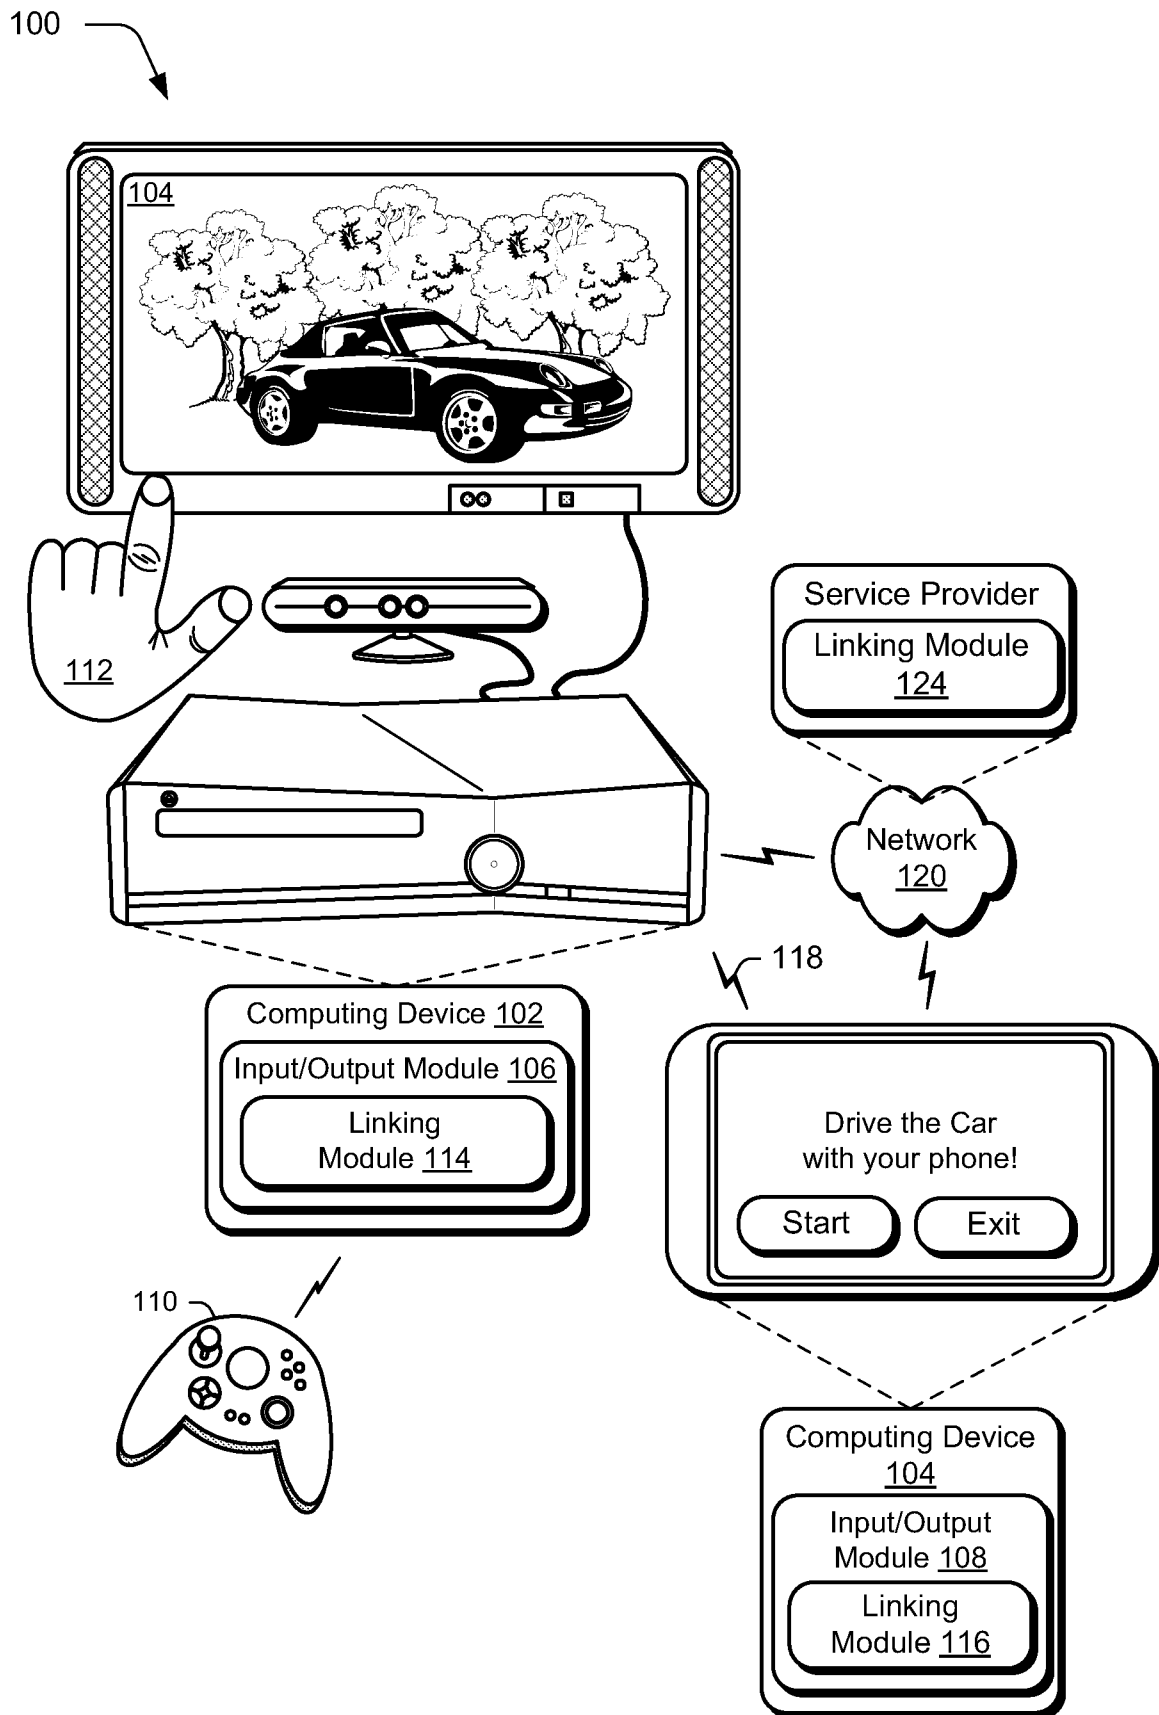 100
104
112
Service Provider
Linking Module
124
Network
120
118
Computing Device 102
Input/Output Module 106
Linking
Module 114
Drive the Car
with your phone!
Start
Exit
110
Computing Device
104
Input/Output
Module 108
Linking
Module 116